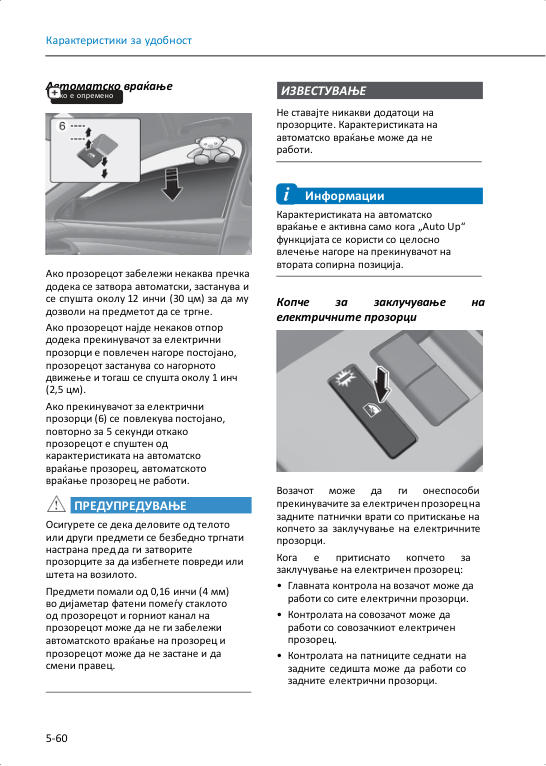 Карактеристики за удобност
Автоматско враќање
ко е опремено
6
Ако прозорецот забележи некаква пречка
додека се затвора автоматски, застанува и
се спушта околу 12 инчи (30 цм) за да му
дозволи на предметот да се тргне.
Ако прозорецот најде некаков отпор
додека прекинувачот за електрични
прозорци е повлечен нагоре постојано,
прозорецот застанува со нагорното
движење и тогаш се спушта околу 1 инч
(2,5 цм).
Ако прекинувачот за електрични
прозорци (6) се повлекува постојано,
повторно за 5 секунди откако
прозорецот е спуштен од
карактеристиката на автоматско
враќање прозорец, автоматското
враќање прозорец не работи.
ПРЕДУПРЕДУВАЊЕ
Осигурете се дека деловите од телото
или други предмети се безбедно тргнати
настрана пред да ги затворите
прозорците за да избегнете повреди или
штета на возилото.
Предмети помали од 0,16 инчи (4 мм)
во дијаметар фатени помеѓу стаклото
од прозорецот и горниот канал на
прозорецот може да не ги забележи
автоматското враќање на прозорец и
прозорецот може да не застане и да
смени правец.
ИЗВЕСТУВАЊЕ
Не ставајте никакви додатоци на
прозорците. Карактеристиката на
автоматско враќање може да не
работи.
i Информации
Карактеристиката на автоматско
враќање е активна само кога „Auto Up“
функцијата се користи со целосно
влечење нагоре на прекинувачот на
втората сопирна позиција.
Копче за заклучување на
електричните прозорци
Возачот може да ги онеспособи
прекинувачите за електричен прозорец на
задните патнички врати со притискање на
копчето за заклучување на електричните
прозорци.
Кога е притиснато копчето за
заклучување на електричен прозорец:
• Главната контрола на возачот може да
работи со сите електрични прозорци.
• Контролата на совозачот може да
работи со совозачкиот електричен
прозорец.
• Контролата на патниците седнати на
задните седишта може да работи со
задните електрични прозорци.
5-60